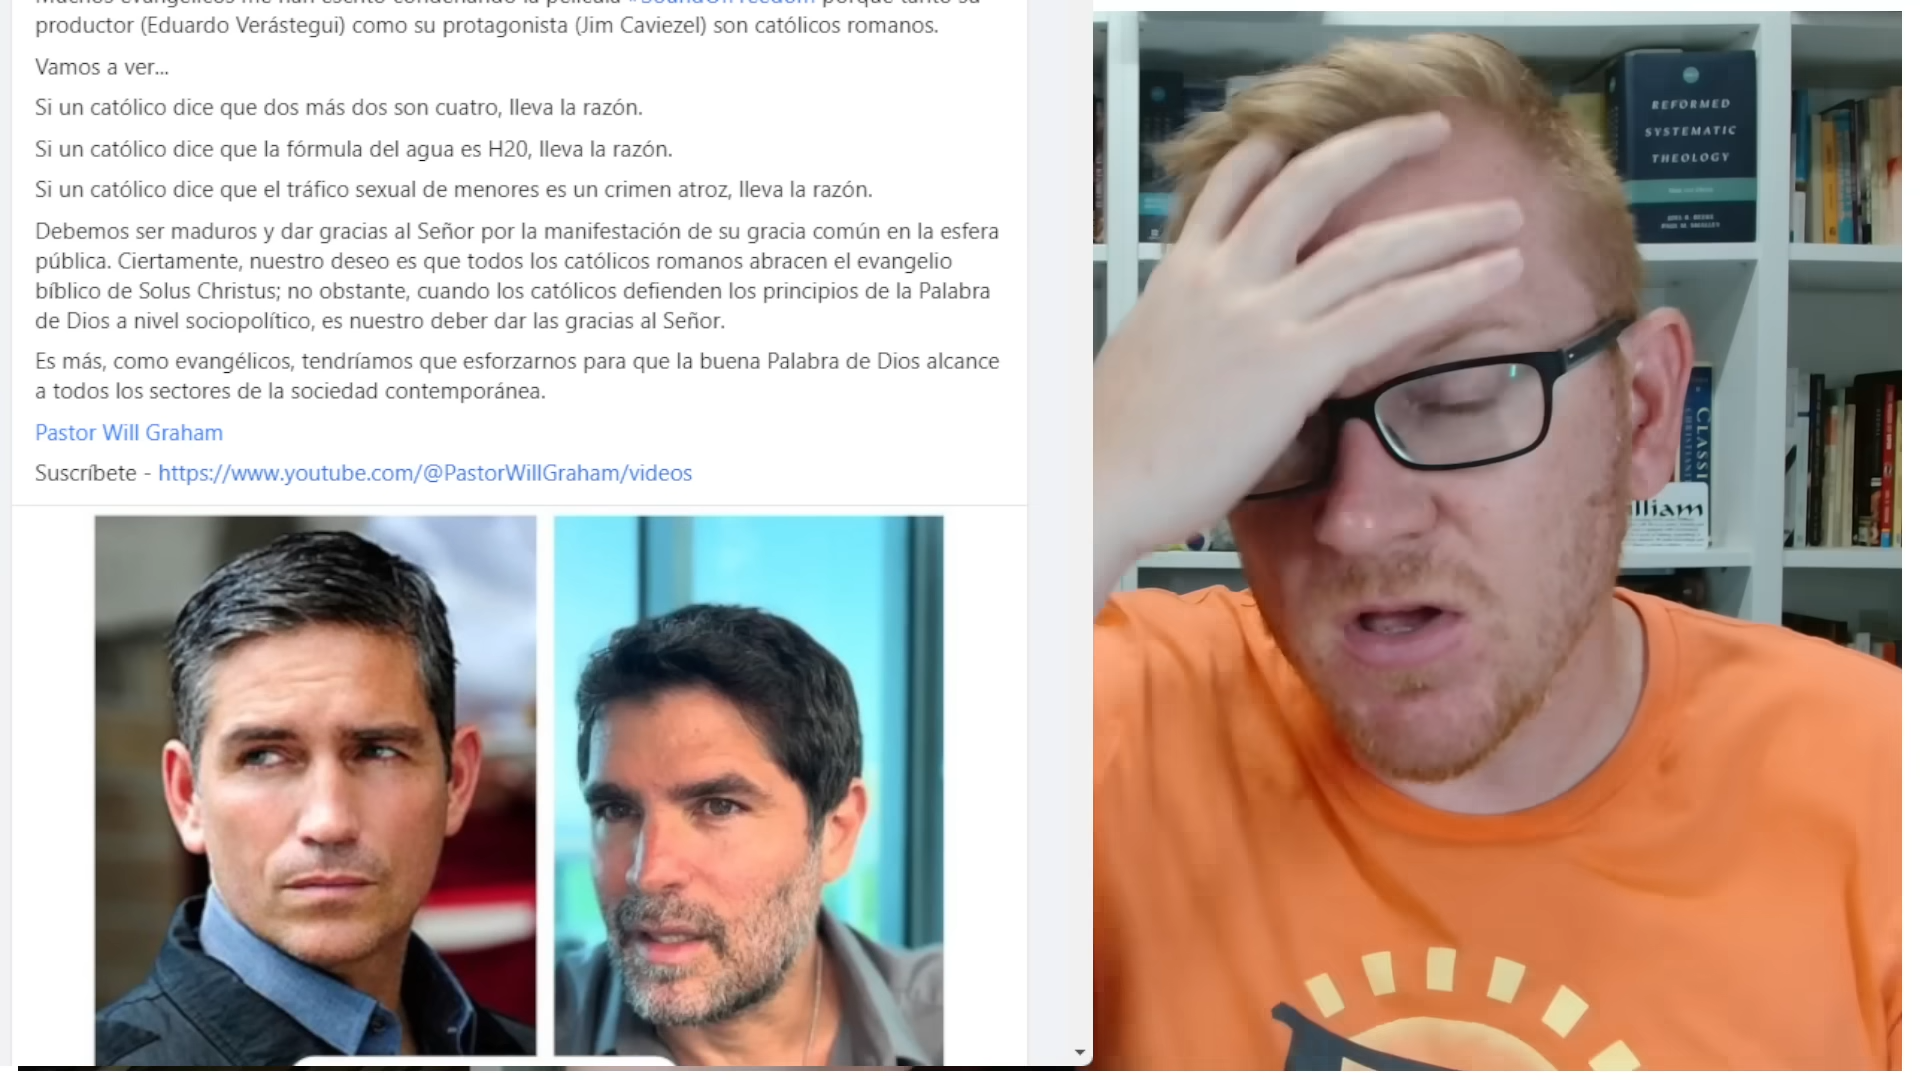 productor (Eduardo Verástegui) como su protagonista (Jim Caviezel) son católicos romanos.
Vamos a ver...
Si un católico dice que dos más dos son cuatro, lleva la razón.
Si un católico dice que la fórmula del agua es H20, lleva la razón.
Si un católico dice que el tráfico sexual de menores es un crimen atroz, lleva la razón.
Debemos ser maduros y dar gracias al Señor por la manifestación de su gracia común en la esfera
pública. Ciertamente, nuestro deseo es que todos los católicos romanos abracen el evangelio
bíblico de Solus Christus; no obstante, cuando los católicos defienden los principios de la Palabra
de Dios a nivel sociopolítico, es nuestro deber dar las gracias al Señor.
Es más, como evangélicos, tendríamos que esforzarnos para que la buena Palabra de Dios alcance
a todos los sectores de la sociedad contemporánea.
Pastor Will Graham
Suscríbete - https://www.youtube.com/@PastorWillGraham/videos
REFORMED
SYSTEMATIC
THEOLOGY
CLASSI
CHRISTIAN
lliam